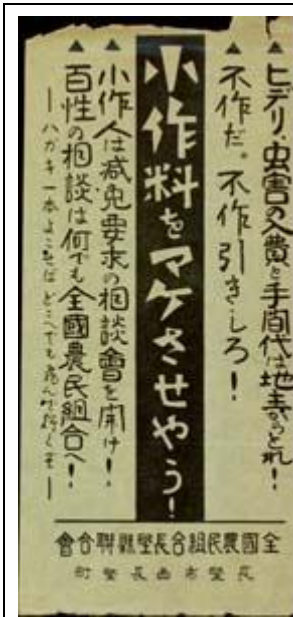 ▲ヒデリ、虫害の入費と手間代は地主からとれ!
▲不作だ。不作引きしろ!
小作料をマケさせやう!
▲小作人は減免要求の相談會を開け!
▲百性の相談は何でも全國農民組合へ!
―ハガキ一本よこせば どこへでも飛んで行くぞ―
全國農民組合長埜縣聯合會
長埜市西長埜町